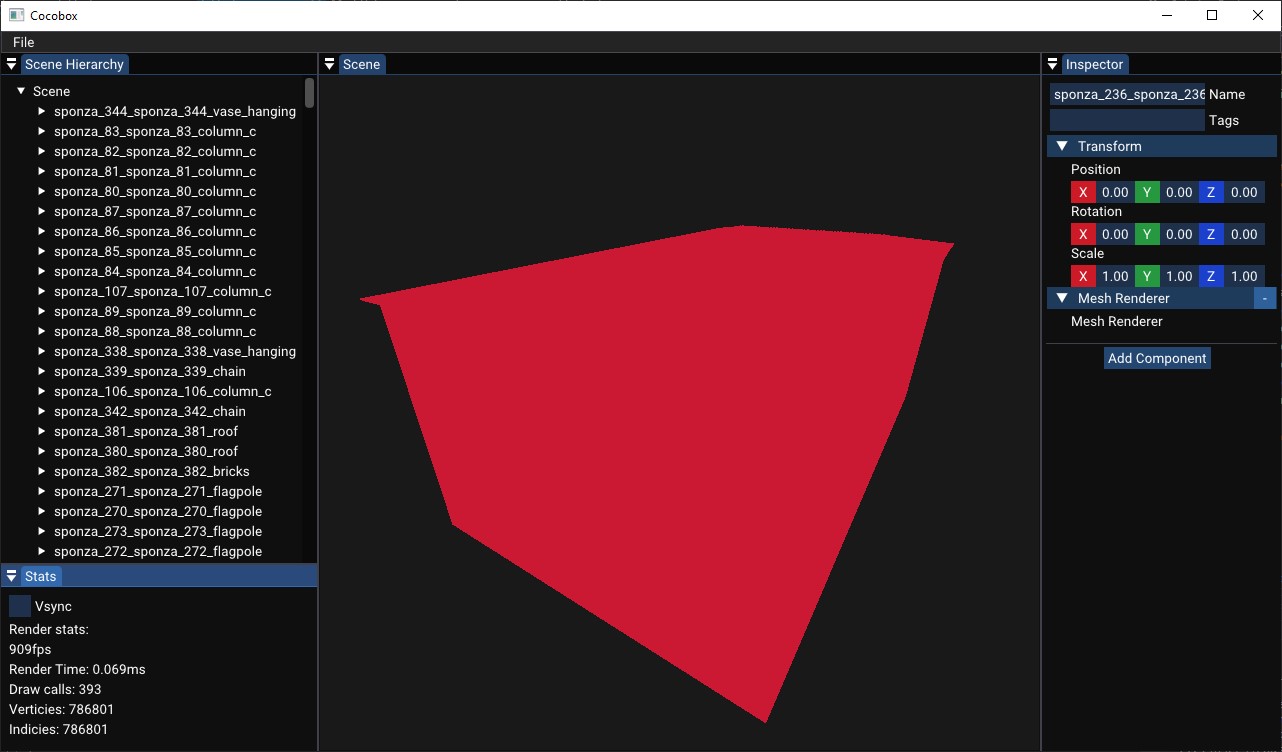 Cocobox
File
Scene Hierarchy
Scene
sponza_344_sponza_344_vase_hanging
sponza_83_sponza_83_column_c
sponza_82_sponza_82_column_c
sponza_81_sponza_81_column_c
sponza_80_sponza_80_column_c
sponza_87_sponza_87_column_c
sponza_86_sponza_86_column_c
sponza_85_sponza_85_column_c
sponza_84_sponza_84_column_c
sponza_107_sponza_107_column_c
sponza_89_sponza_89_column_c
sponza_88_sponza_88_column_c
sponza_338_sponza_338_vase_hanging
sponza_339_sponza_339_chain
sponza_106_sponza_106_column_c
sponza_342_sponza_342_chain
sponza_381_sponza_381_roof
sponza_380_sponza_380_roof
sponza_382_sponza_382_bricks
sponza_271_sponza_271_flagpole
sponza_270_sponza_270_flagpole
sponza_273_sponza_273_flagpole
sponza_272_sponza_272_flagpole
Stats
Vsync
Render stats:
909fps
Render Time: 0.069ms
Draw calls: 393
Verticies: 786801
Indicies: 786801
Scene
Inspector
sponza_236_sponza_236 Name
Tags
Transform
Position
X 0.00 Y 0.00 Z 0.00
Rotation
X 0.00 Y 0.00 Z 0.00
Scale
X 1.00 Y 1.00 Z 1.00
Mesh Renderer -
Mesh Renderer
Add Component